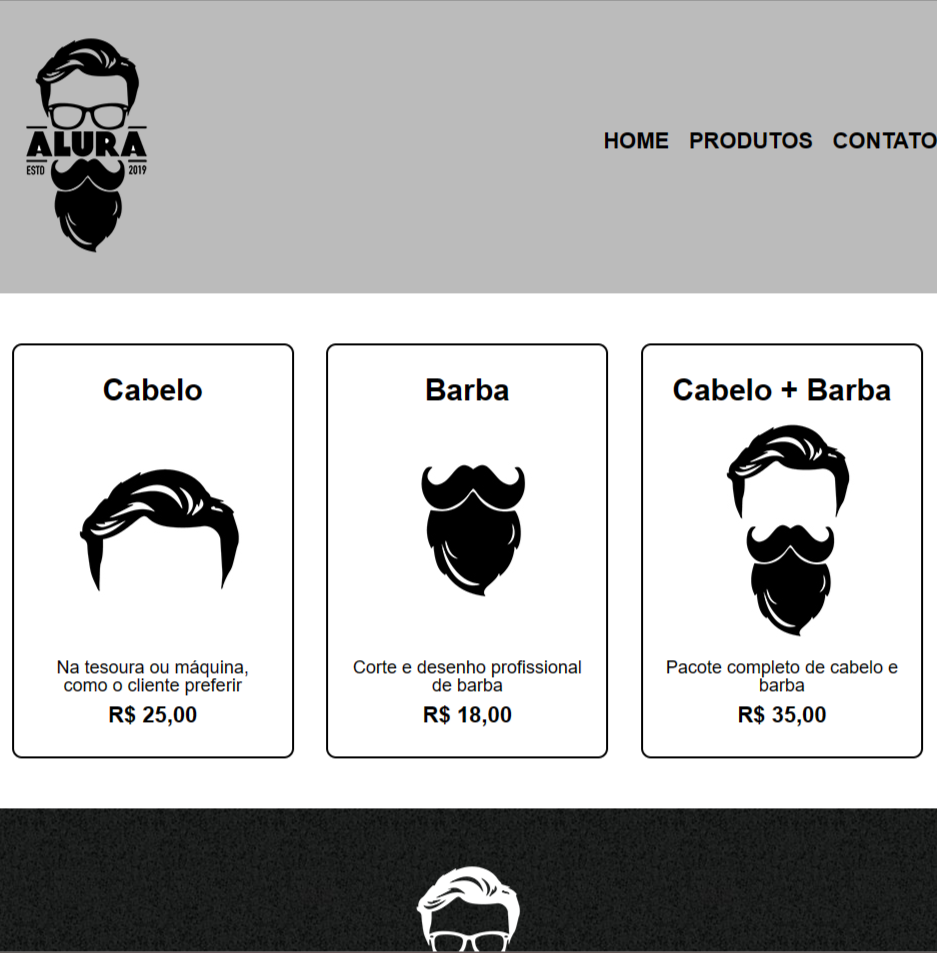 ALURA
ESTD 2019
HOME PRODUTOS CONTATO
Cabelo
Na tesoura ou máquina,
como o cliente preferir
R$ 25,00
Barba
Corte e desenho profissional
de barba
R$ 18,00
Cabelo + Barba
Pacote completo de cabelo e
barba
R$ 35,00